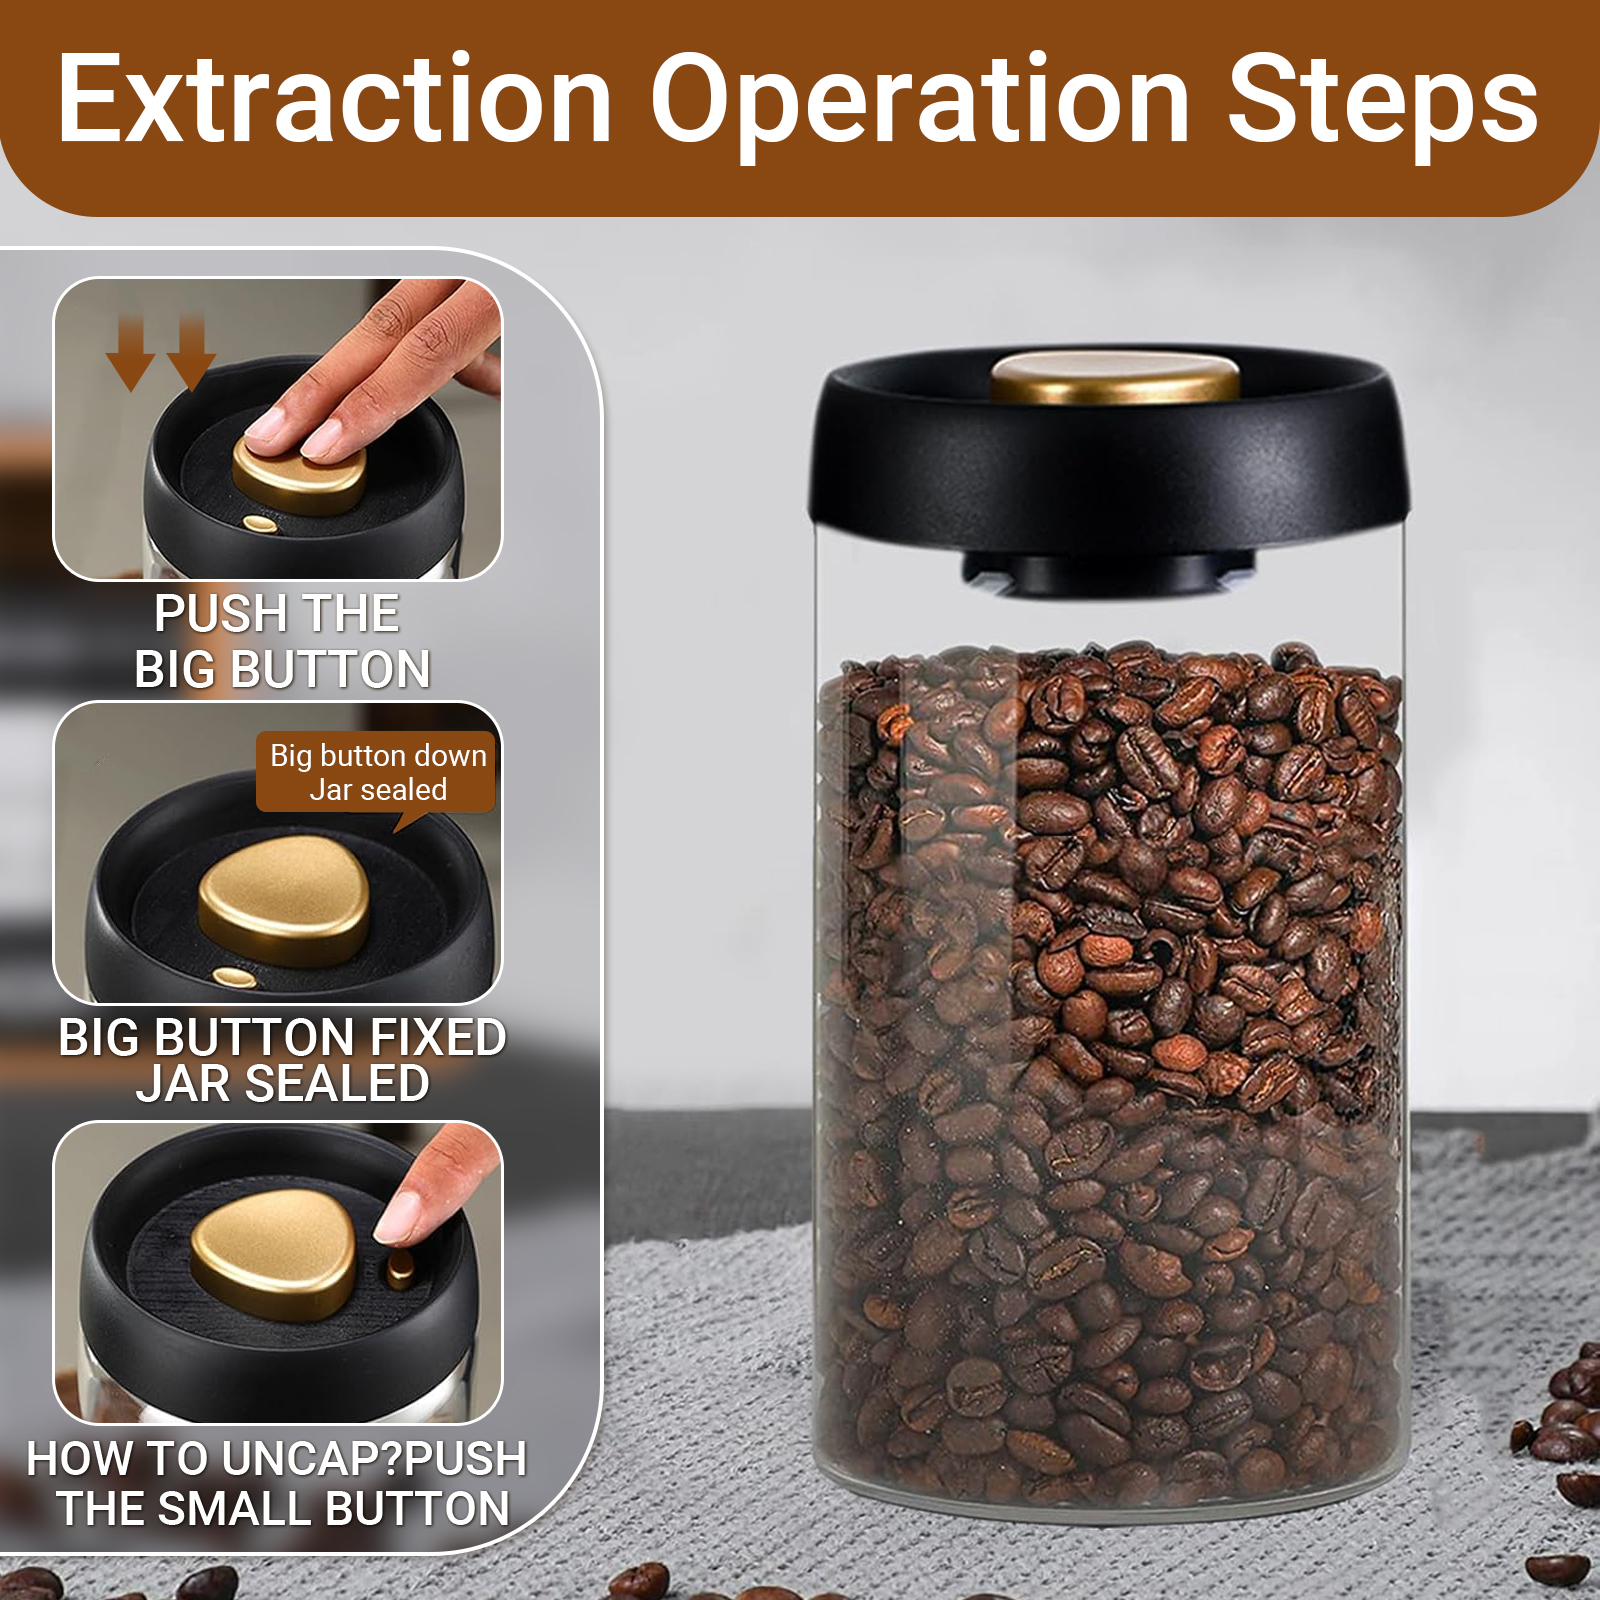 Extraction Operation Steps
PUSH THE
BIG BUTTON
Big button down
Jar sealed
BIG BUTTON FIXED
JAR SEALED
HOW TO UNCAP?PUSH
THE SMALL BUTTON